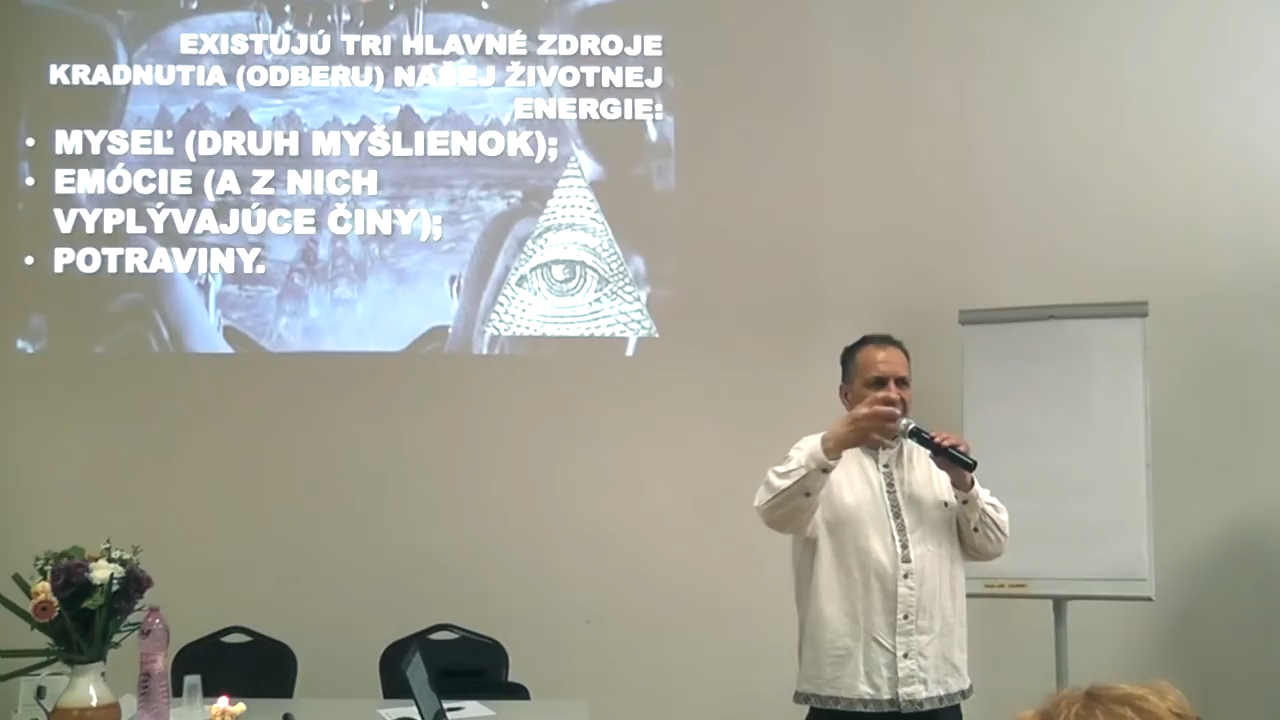 EXISTUJÚ TRI HLAVNÉ ZDROJE
KRADNUTIA (ODBERU) NAŠEJ ŽIVOTNEJ
ENERGIE:
• MYSEĽ (DRUH MYŠLIENOK);
• EMÓCIE (A Z NICH
VYPLÝVAJÚCE ČINY);
• POTRAVINY.